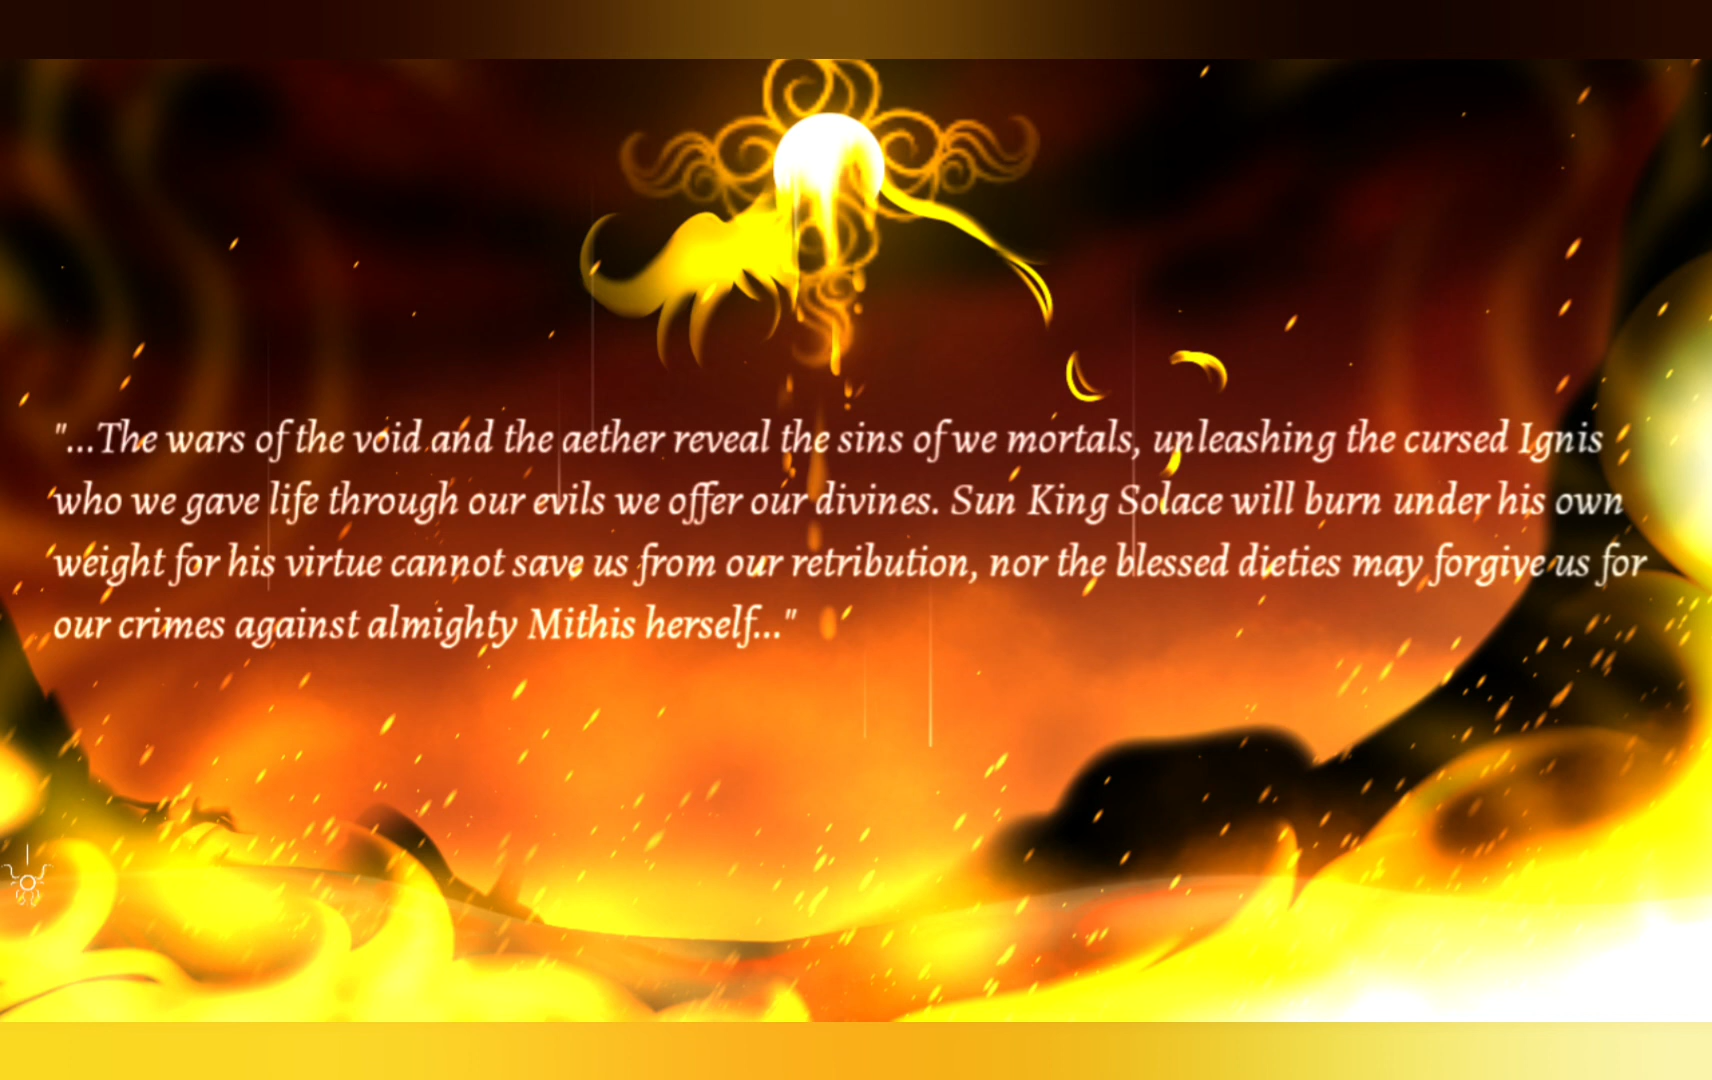 "...The wars of the void and the aether reveal the sins of we mortals, unleashing the cursed Ignis
who we gave life through our evils we offer our divines. Sun King Solace will burn under his own
weight for his virtue cannot save us from our retribution, nor the blessed dieties may forgive us for
our crimes against almighty Mithis herself..."